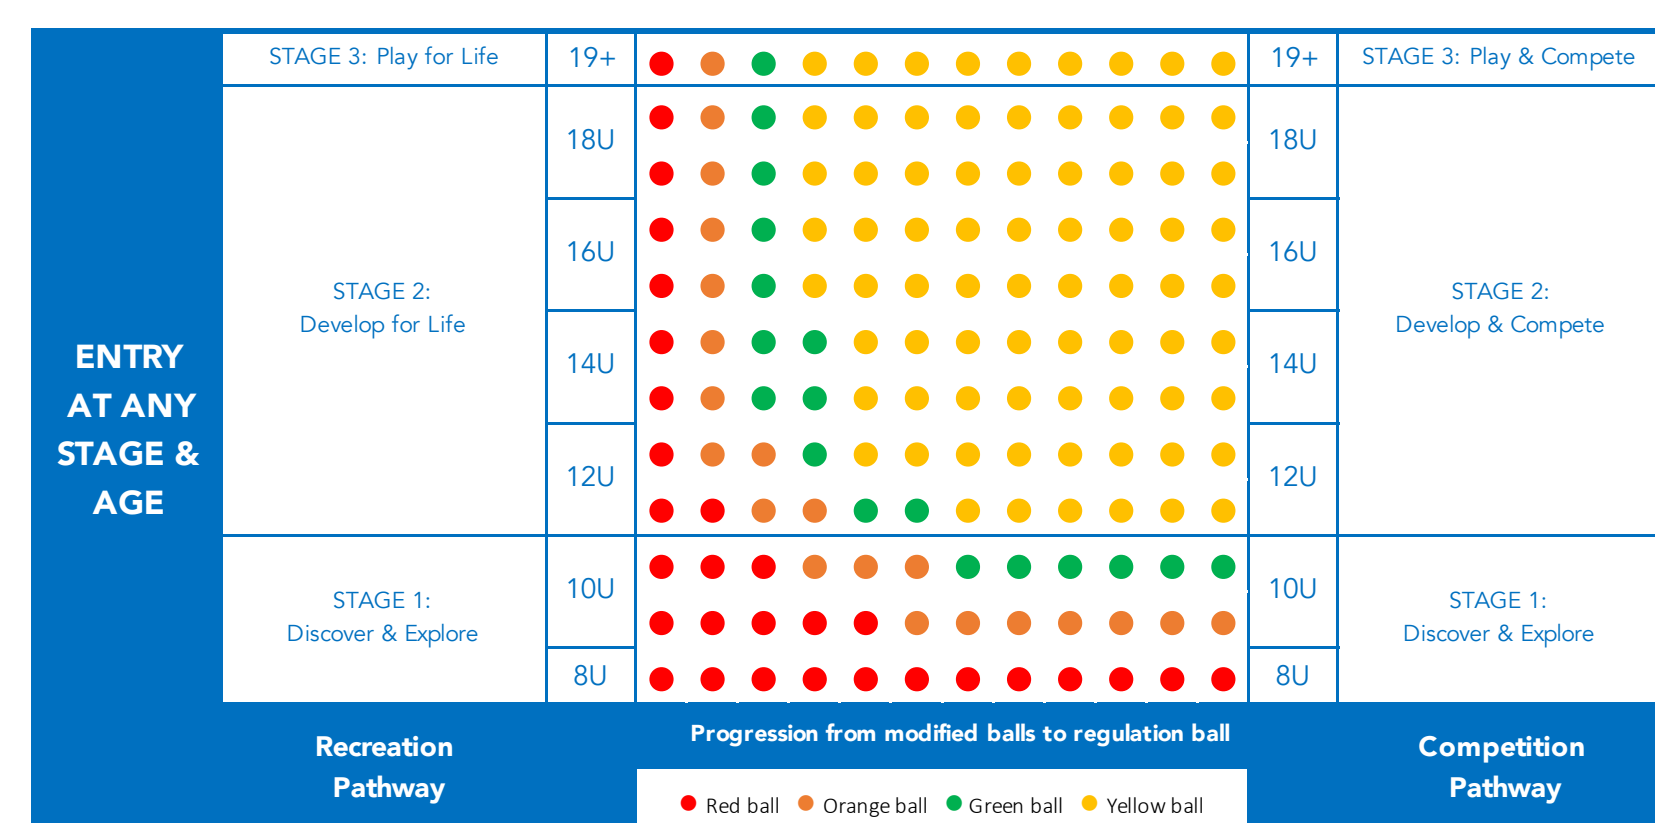 STAGE 3: Play for Life
19+
19+
STAGE 3: Play & Compete
18U
18U
16U
16U
STAGE 2:
Develop for Life
STAGE 2:
Develop & Compete
ENTRY
AT ANY
STAGE &
AGE
14U
14U
12U
12U
10U
10U
STAGE 1:
Discover & Explore
STAGE 1:
Discover & Explore
8U
8U
Recreation
Pathway
Progression from modified balls to regulation ball
Competition
Pathway
Red ball
Orange ball
Green ball
Yellow ball